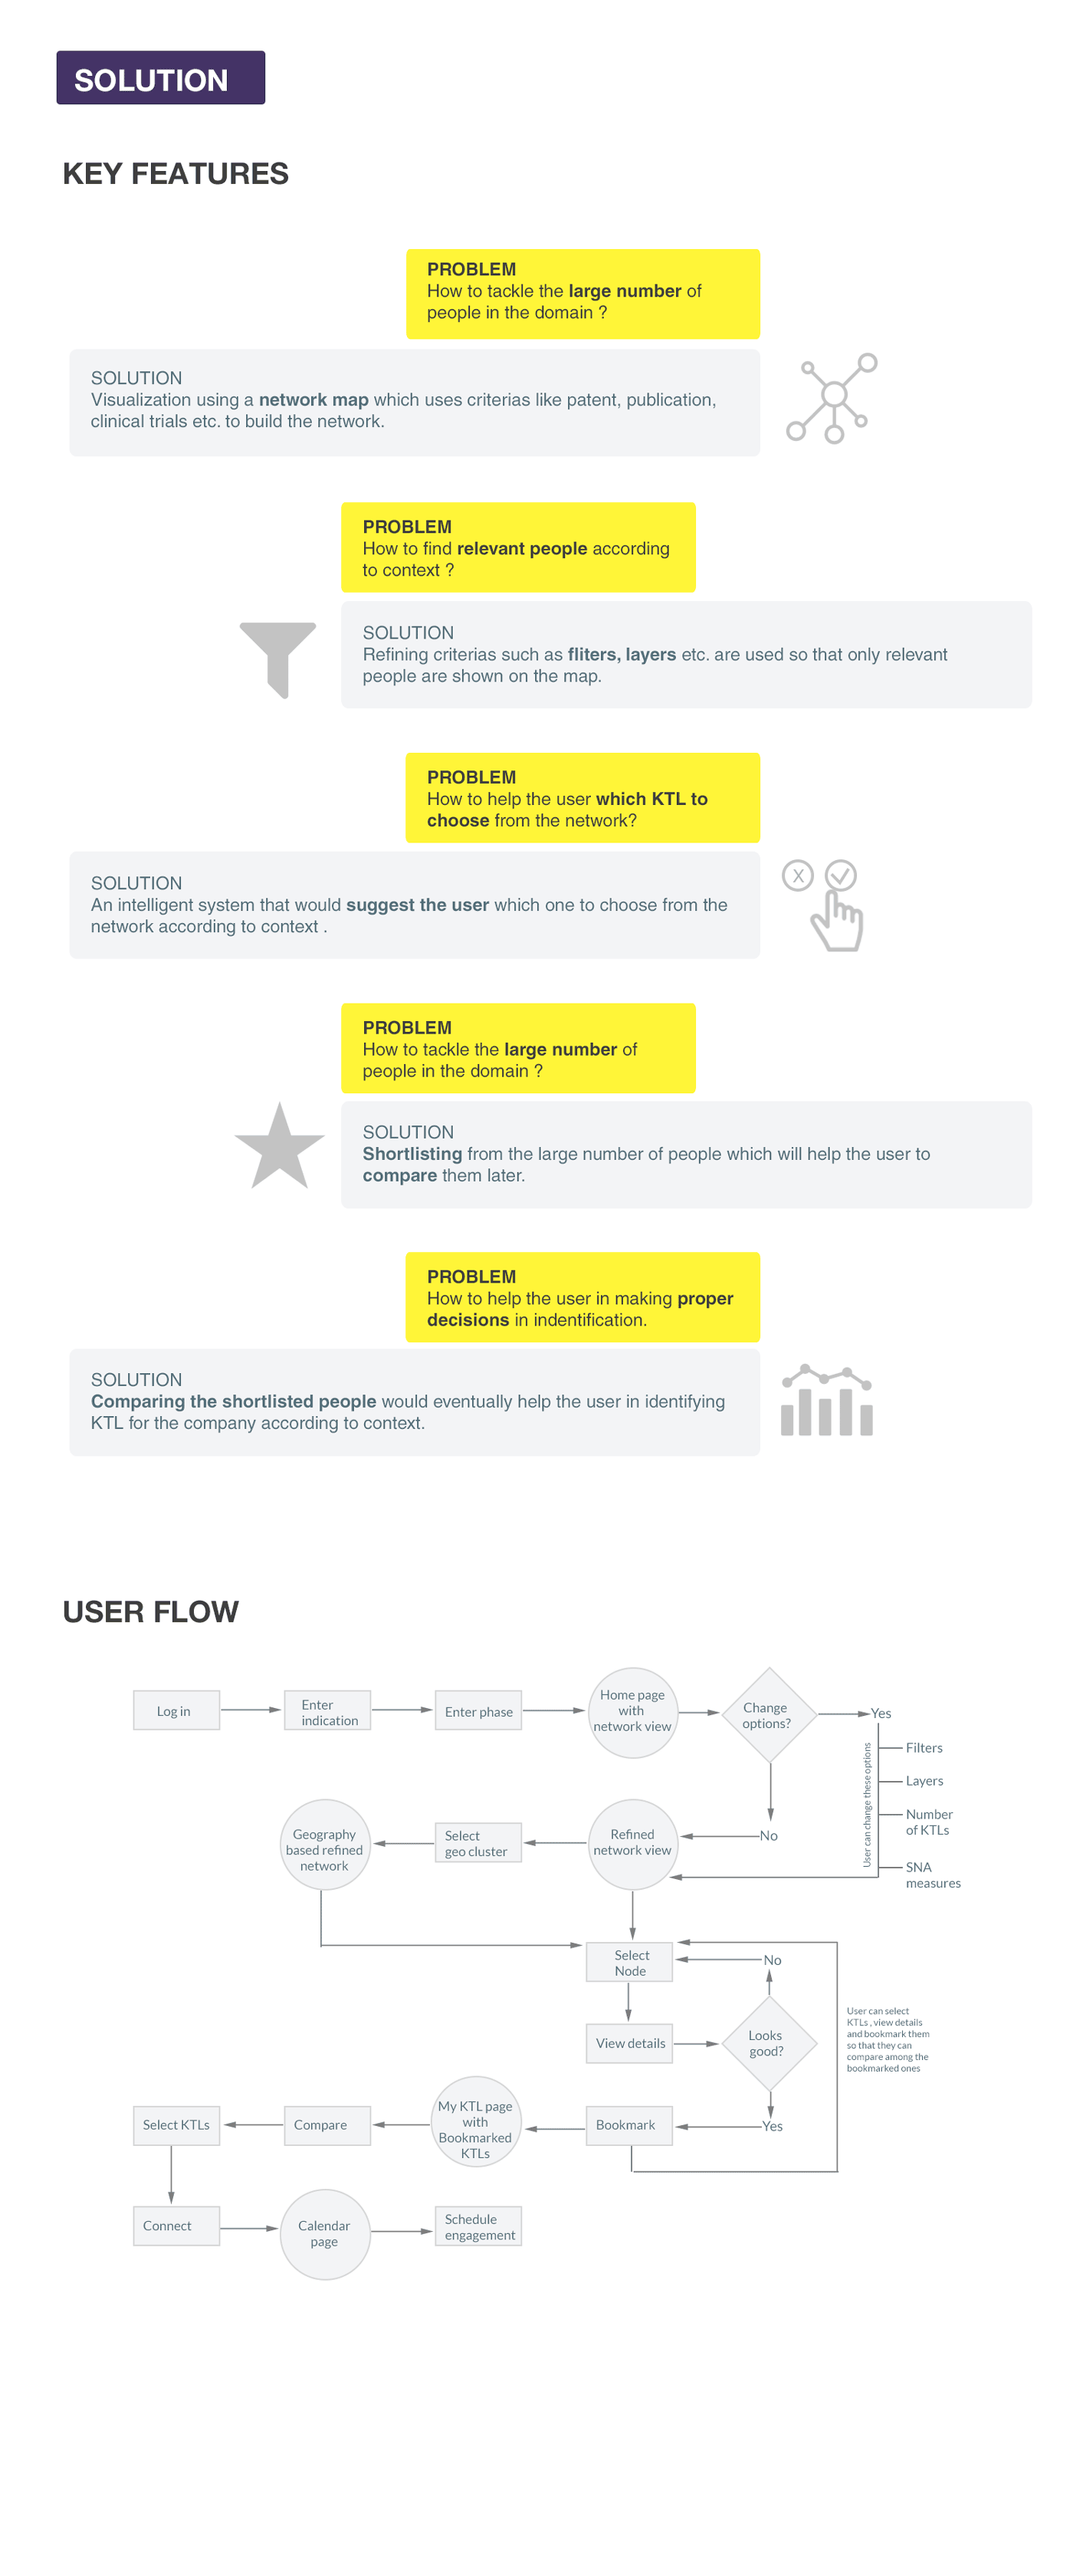 SOLUTION
KEY FEATURES
PROBLEM
How to tackle the large number of
people in the domain ?
SOLUTION
Visualization using a network map which uses criterias like patent, publication,
clinical trials etc. to build the network.
PROBLEM
How to find relevant people according
to context ?
SOLUTION
Refining criterias such as fliters, layers etc. are used so that only relevant
people are shown on the map.
PROBLEM
How to help the user which KTL to
choose from the network?
SOLUTION
An intelligent system that would suggest the user which one to choose from the
network according to context .
X
PROBLEM
How to tackle the large number of
people in the domain ?
SOLUTION
Shortlisting from the large number of people which will help the user to
compare them later.
PROBLEM
How to help the user in making proper
decisions in indentification.
SOLUTION
Comparing the shortlisted people would eventually help the user in identifying
KTL for the company according to context.
USER FLOW
Log in
Enter
indication
Enter phase
Home page
with
network view
Change
options?
Yes
User can change these options
Filters
Layers
Number
of KTLs
SNA
measures
No
Refined
network view
Select
geo cluster
Geography
based refined
network
Select
Node
No
View details
Looks
good?
User can select
KTLs , view details
and bookmark them
so that they can
compare among the
bookmarked ones
Yes
Bookmark
My KTL page
with
Bookmarked
KTLs
Compare
Select KTLs
Connect
Calendar
page
Schedule
engagement